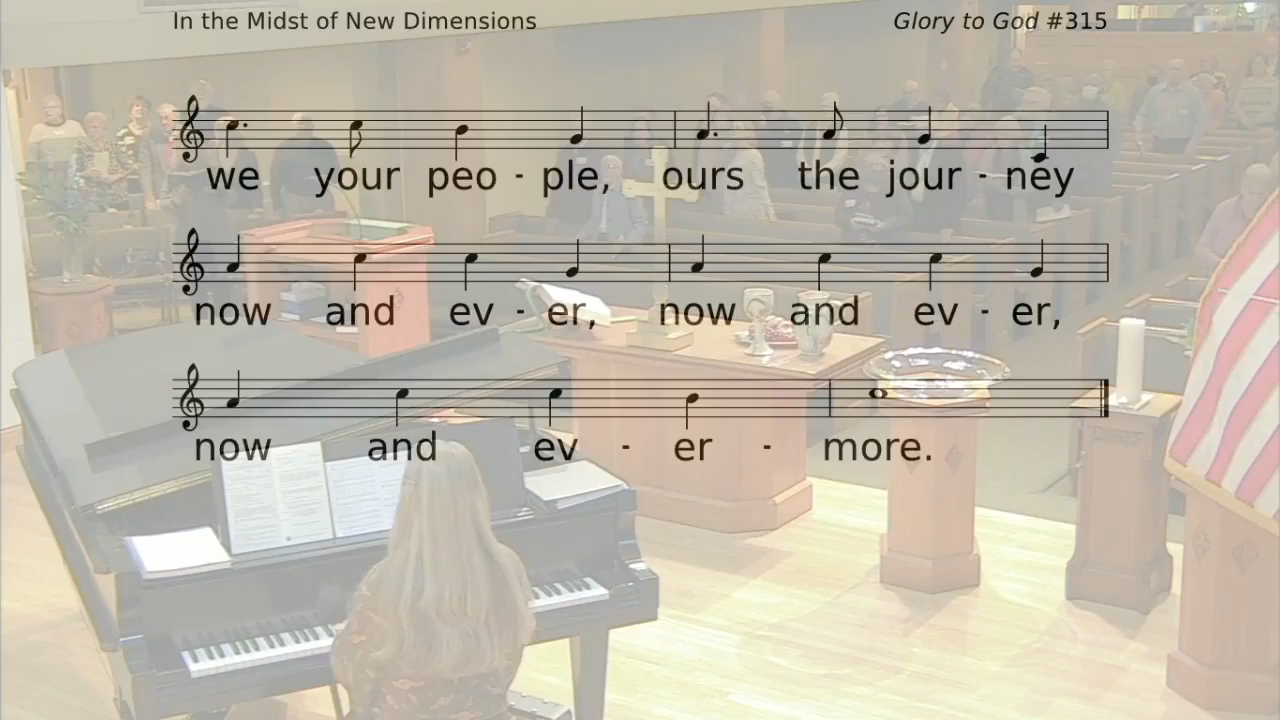 In the Midst of New Dimensions Glory to God #315
we your peo - ple, ours the jour - ney
now and ev - er, now and ev - er,
now and ev - er - more.